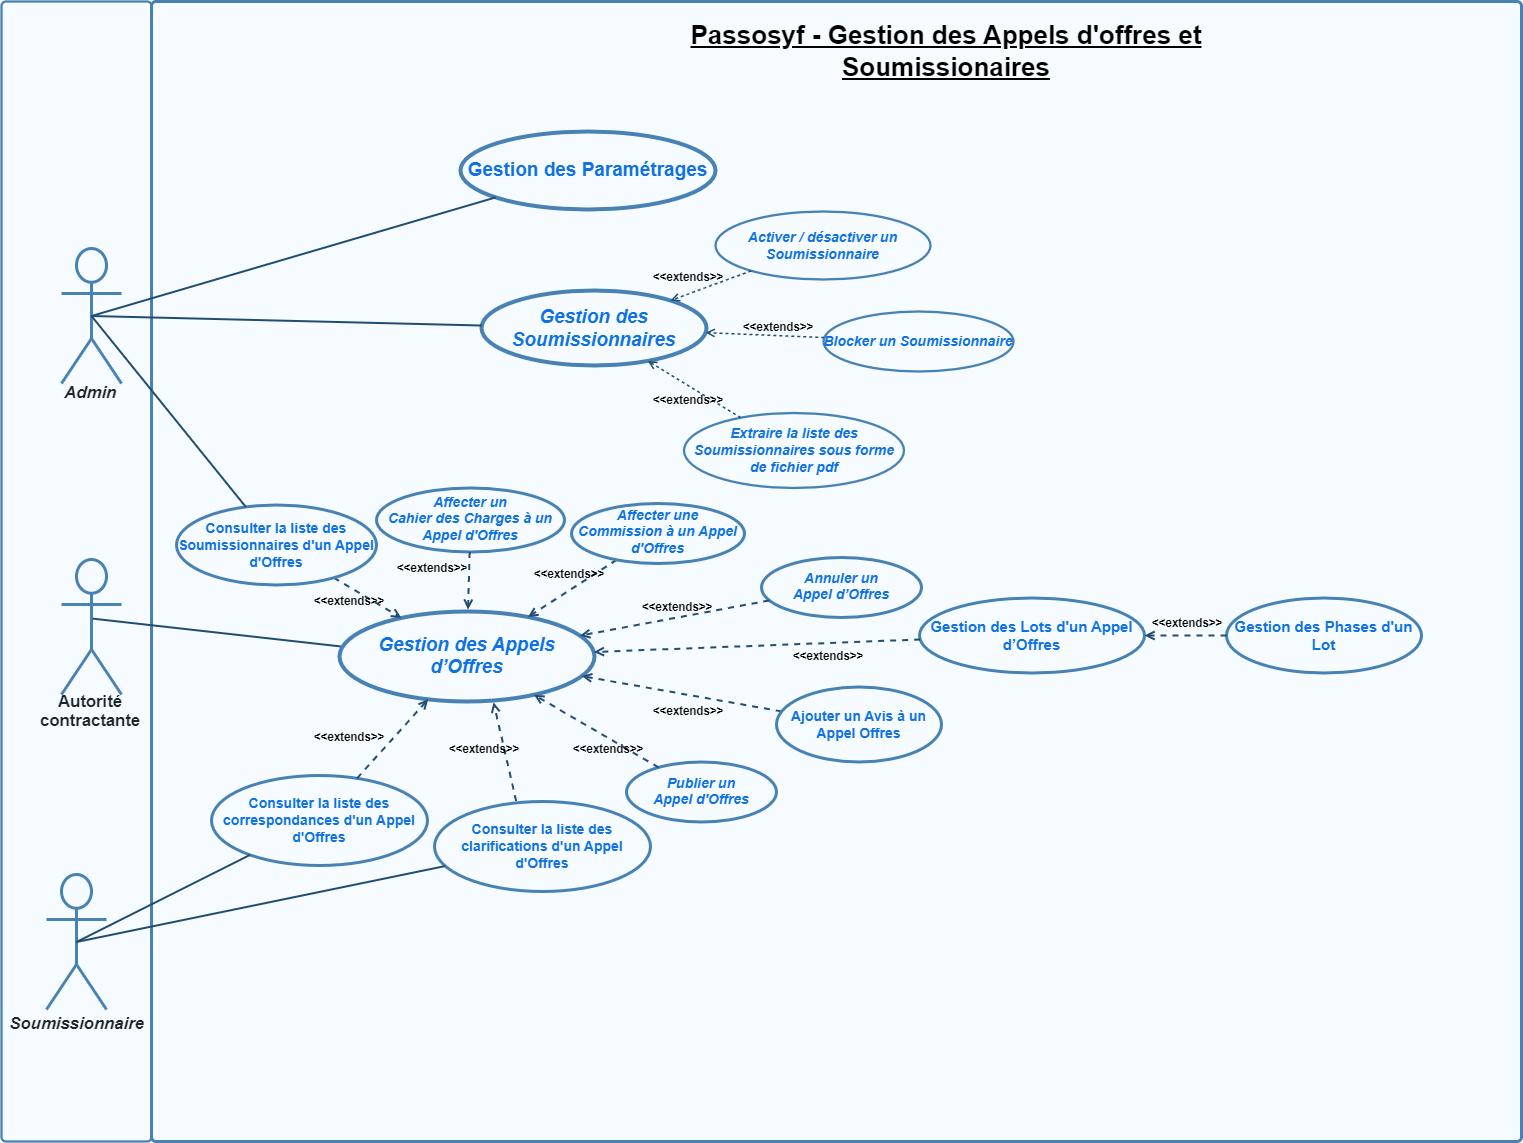 Passosyf - Gestion des Appels d'offres et
Soumissionaires
Gestion des Paramétrages
Activer / désactiver un
Soumissionnaire
<<extends>>
Gestion des
Soumissionnaires
<<extends>>
Blocker un Soumissionnaire
Admin
<<extends>>
Extraire la liste des
Soumissionnaires sous forme
de fichier pdf
Consulter la liste des
Soumissionnaires d'un Appel
d'Offres
Affecter un
Cahier des Charges à un
Appel d'Offres
Affecter une
Commission à un Appel
d'Offres
<<extends>>
<<extends>>
<<extends>>
Annuler un
Appel d’Offres
<<extends>>
Gestion des Appels
d’Offres
Gestion des Lots d'un Appel
d’Offres
<<extends>>
<<extends>>
Gestion des Phases d'un
Lot
Autorité
contractante
<<extends>>
Ajouter un Avis à un
Appel Offres
<<extends>>
<<extends>>
<<extends>>
Publier un
Appel d'Offres
Consulter la liste des
correspondances d'un Appel
d'Offres
Consulter la liste des
clarifications d'un Appel
d'Offres
Soumissionnaire